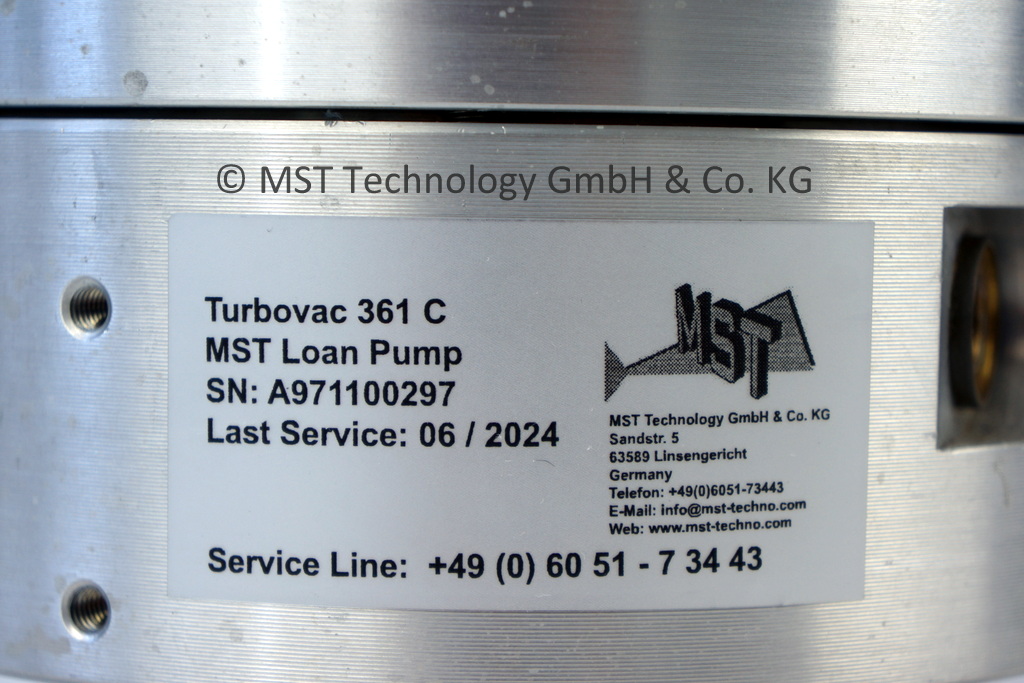 © MST Technology GmbH & Co. KG
Turbovac 361 C
MST Loan Pump
SN: A971100297
Last Service: 06 / 2024
MST
MST Technology GmbH & Co. KG
Sandstr. 5
63589 Linsengericht
Germany
Telefon: +49(0)6051-73443
E-Mail: info@mst-techno.com
Web: www.mst-techno.com
Service Line: +49 (0) 60 51 - 7 34 43